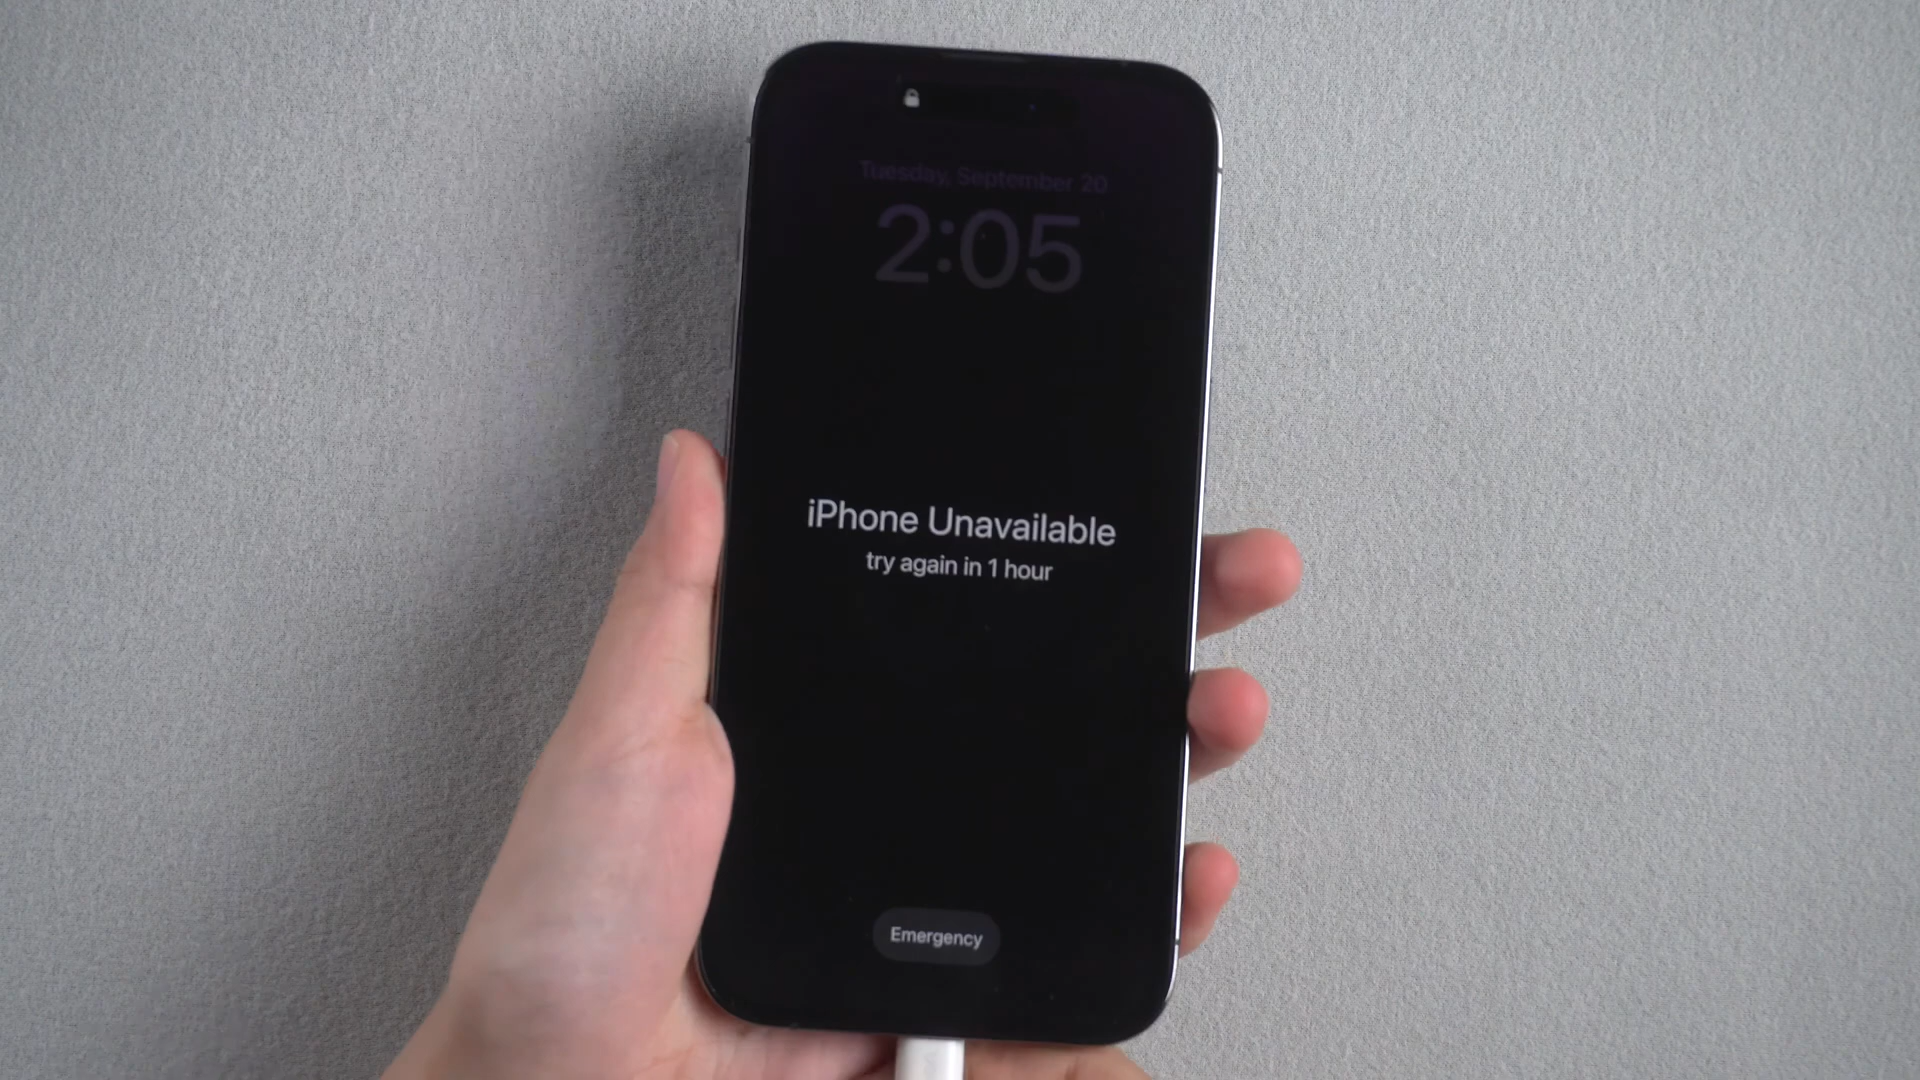 Tuesday, September 20
2:05
iPhone Unavailable
try again in 1 hour
Emergency